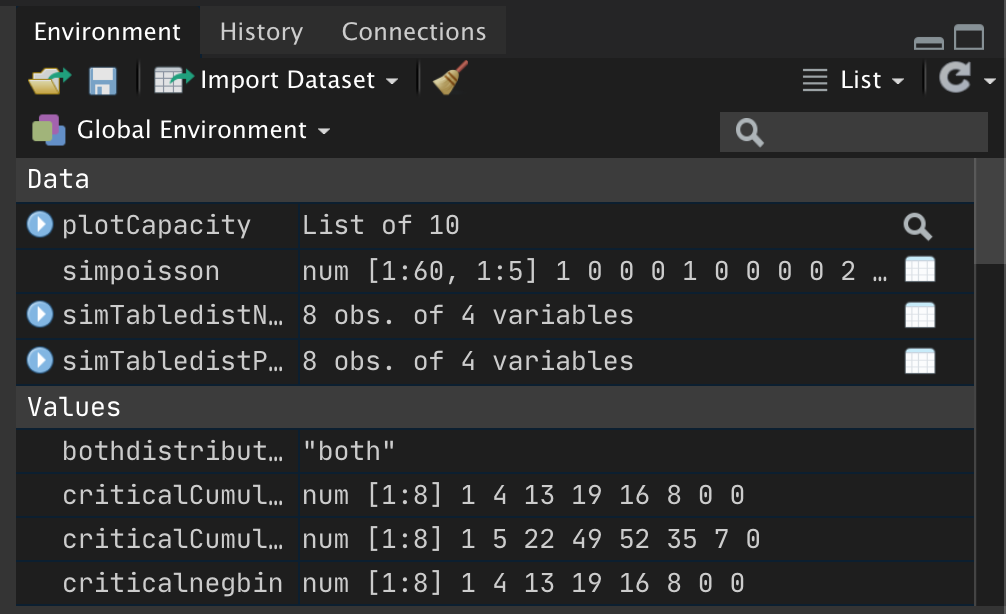 Environment History Connections
Import Dataset List
Global Environment
Data
plotCapacity List of 10
simpoisson num [1:60, 1:5] 1 0 0 0 1 0 0 0 0 2 …
simTabledistN… 8 obs. of 4 variables
simTabledistP… 8 obs. of 4 variables
Values
bothdistribut… "both"
criticalCumul… num [1:8] 1 4 13 19 16 8 0 0
criticalCumul… num [1:8] 1 5 22 49 52 35 7 0
criticalnegbin num [1:8] 1 4 13 19 16 8 0 0